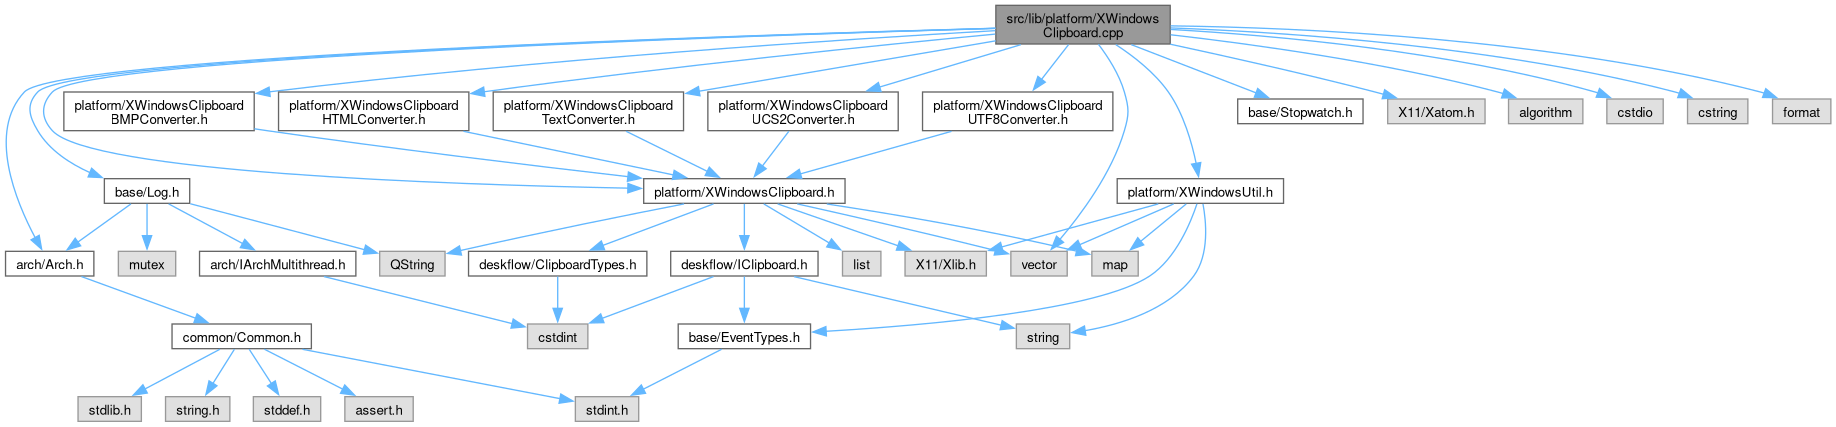 src/lib/platform/XWindows
Clipboard.cpp
platform/XWindowsClipboard
BMPConverter.h
platform/XWindowsClipboard
HTMLConverter.h
platform/XWindowsClipboard
TextConverter.h
platform/XWindowsClipboard
UCS2Converter.h
platform/XWindowsClipboard
UTF8Converter.h
base/Stopwatch.h
X11/Xatom.h
algorithm
cstdio
cstring
format
base/Log.h
platform/XWindowsClipboard.h
platform/XWindowsUtil.h
arch/Arch.h
mutex
arch/IArchMultithread.h
QString
deskflow/ClipboardTypes.h
deskflow/IClipboard.h
list
X11/Xlib.h
vector
map
common/Common.h
cstdint
base/EventTypes.h
string
stdlib.h
string.h
stddef.h
assert.h
stdint.h